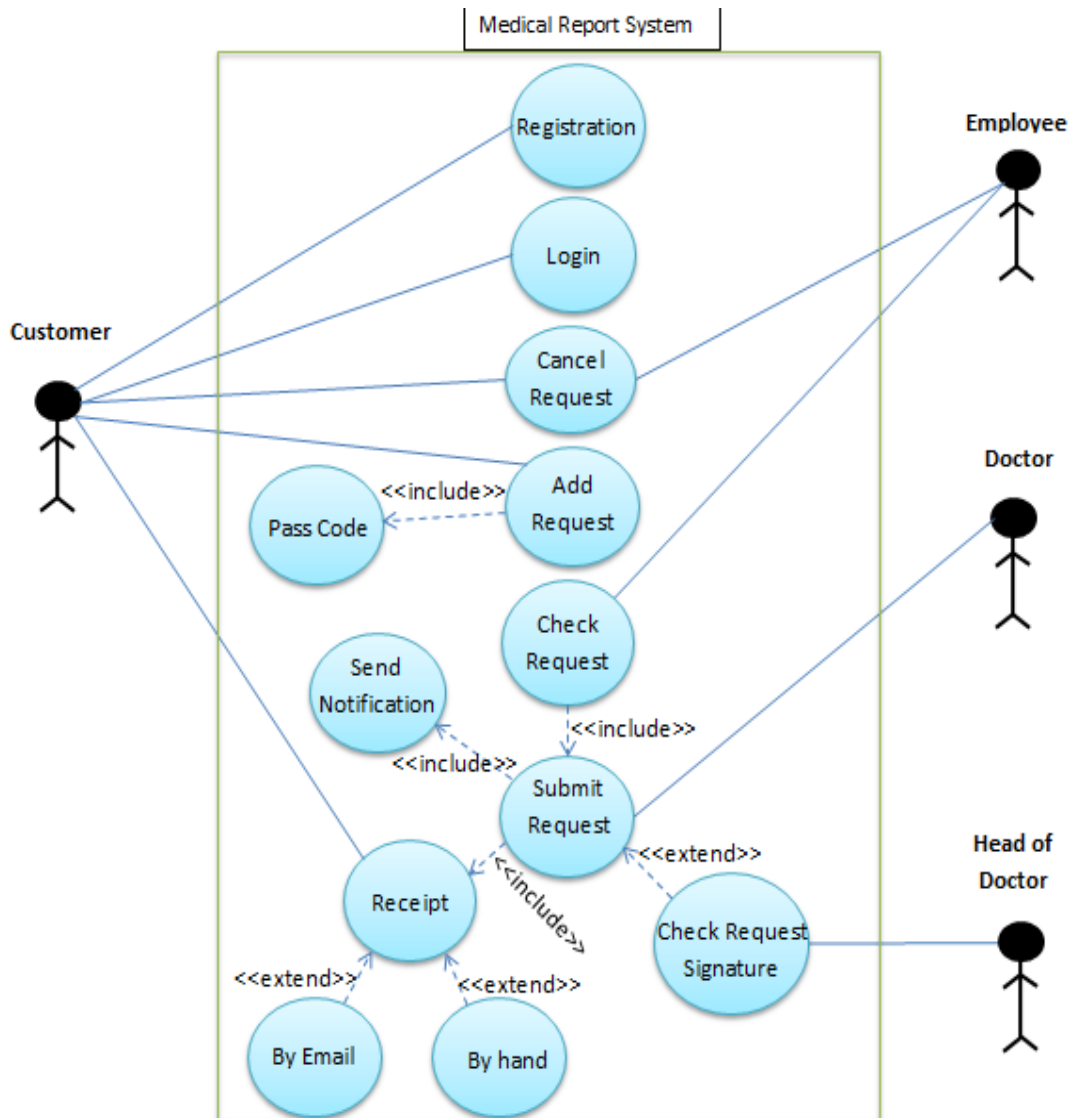 Medical Report System
Registration
Employee
Login
Customer
Cancel
Request
Doctor
<<include>>
Add
Request
Pass Code
Check
Request
Send
Notification
<<include>>
<<include>>
Submit
Request
Head of
Doctor
<<extend>>
<<include>>
Receipt
Check Request
Signature
<<extend>>
<<extend>>
By Email
By hand